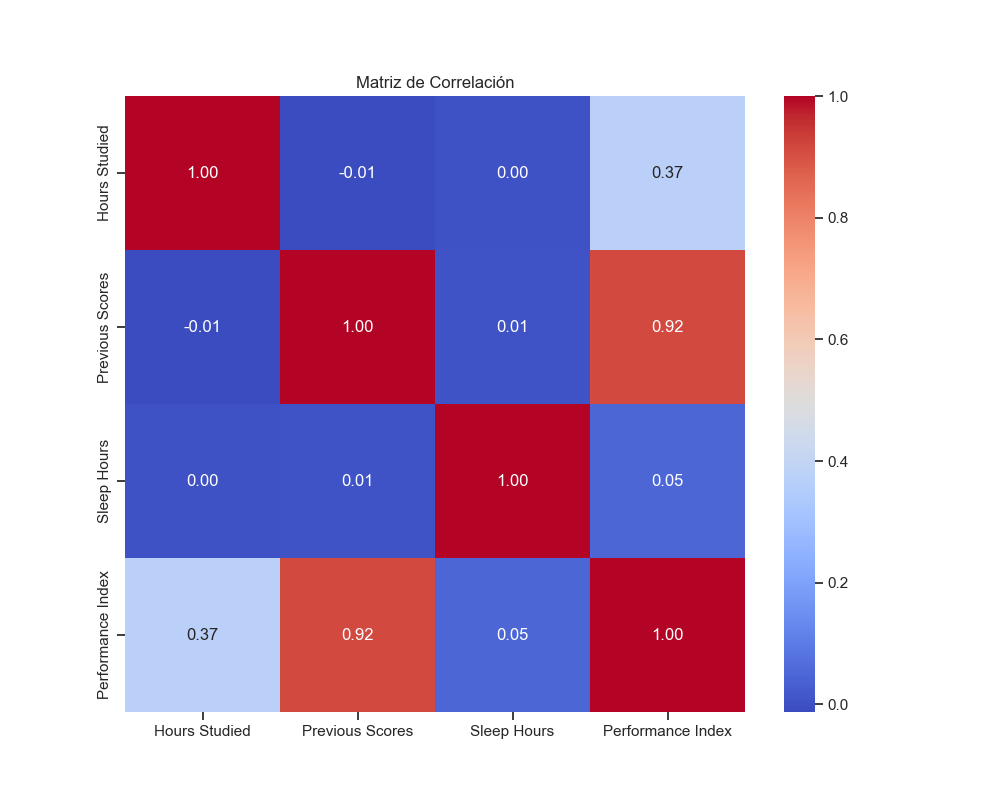 Matriz de Correlación
Hours Studied
1.00 -0.01 0.00 0.37
Previous Scores
-0.01 1.00 0.01 0.92
Sleep Hours
0.00 0.01 1.00 0.05
Performance Index
0.37 0.92 0.05 1.00
Hours Studied Previous Scores Sleep Hours Performance Index
1.0
0.8
0.6
0.4
0.2
0.0